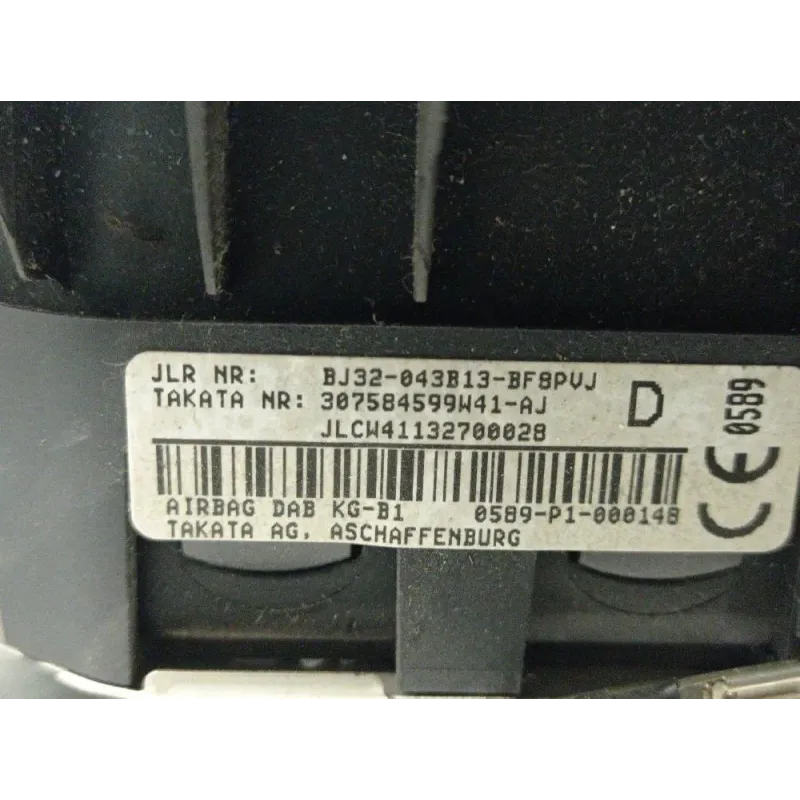 JLR NR: BJ32-043B13-BF8PVJ
TAKATA NR: 307584599W41-AJ
JLCW41132700028
D
CE 0589
AIRBAG DAB KG-B1 0589-P1-000148
TAKATA AG, ASCHAFFENBURG